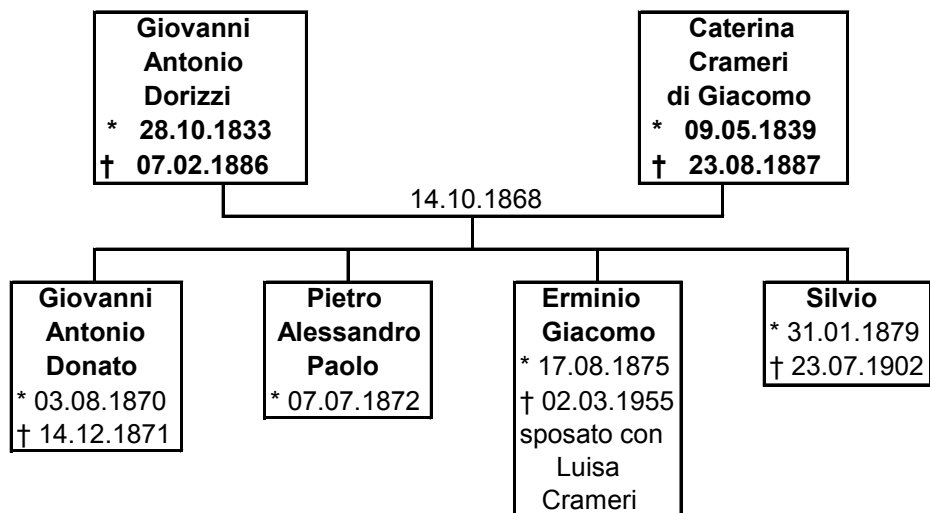 Giovanni
Antonio
Dorizzi
* 28.10.1833
† 07.02.1886
Caterina
Crameri
di Giacomo
* 09.05.1839
† 23.08.1887
14.10.1868
Giovanni
Antonio
Donato
* 03.08.1870
† 14.12.1871
Pietro
Alessandro
Paolo
* 07.07.1872
Erminio
Giacomo
* 17.08.1875
† 02.03.1955
sposato con
Luisa
Crameri
Silvio
* 31.01.1879
† 23.07.1902